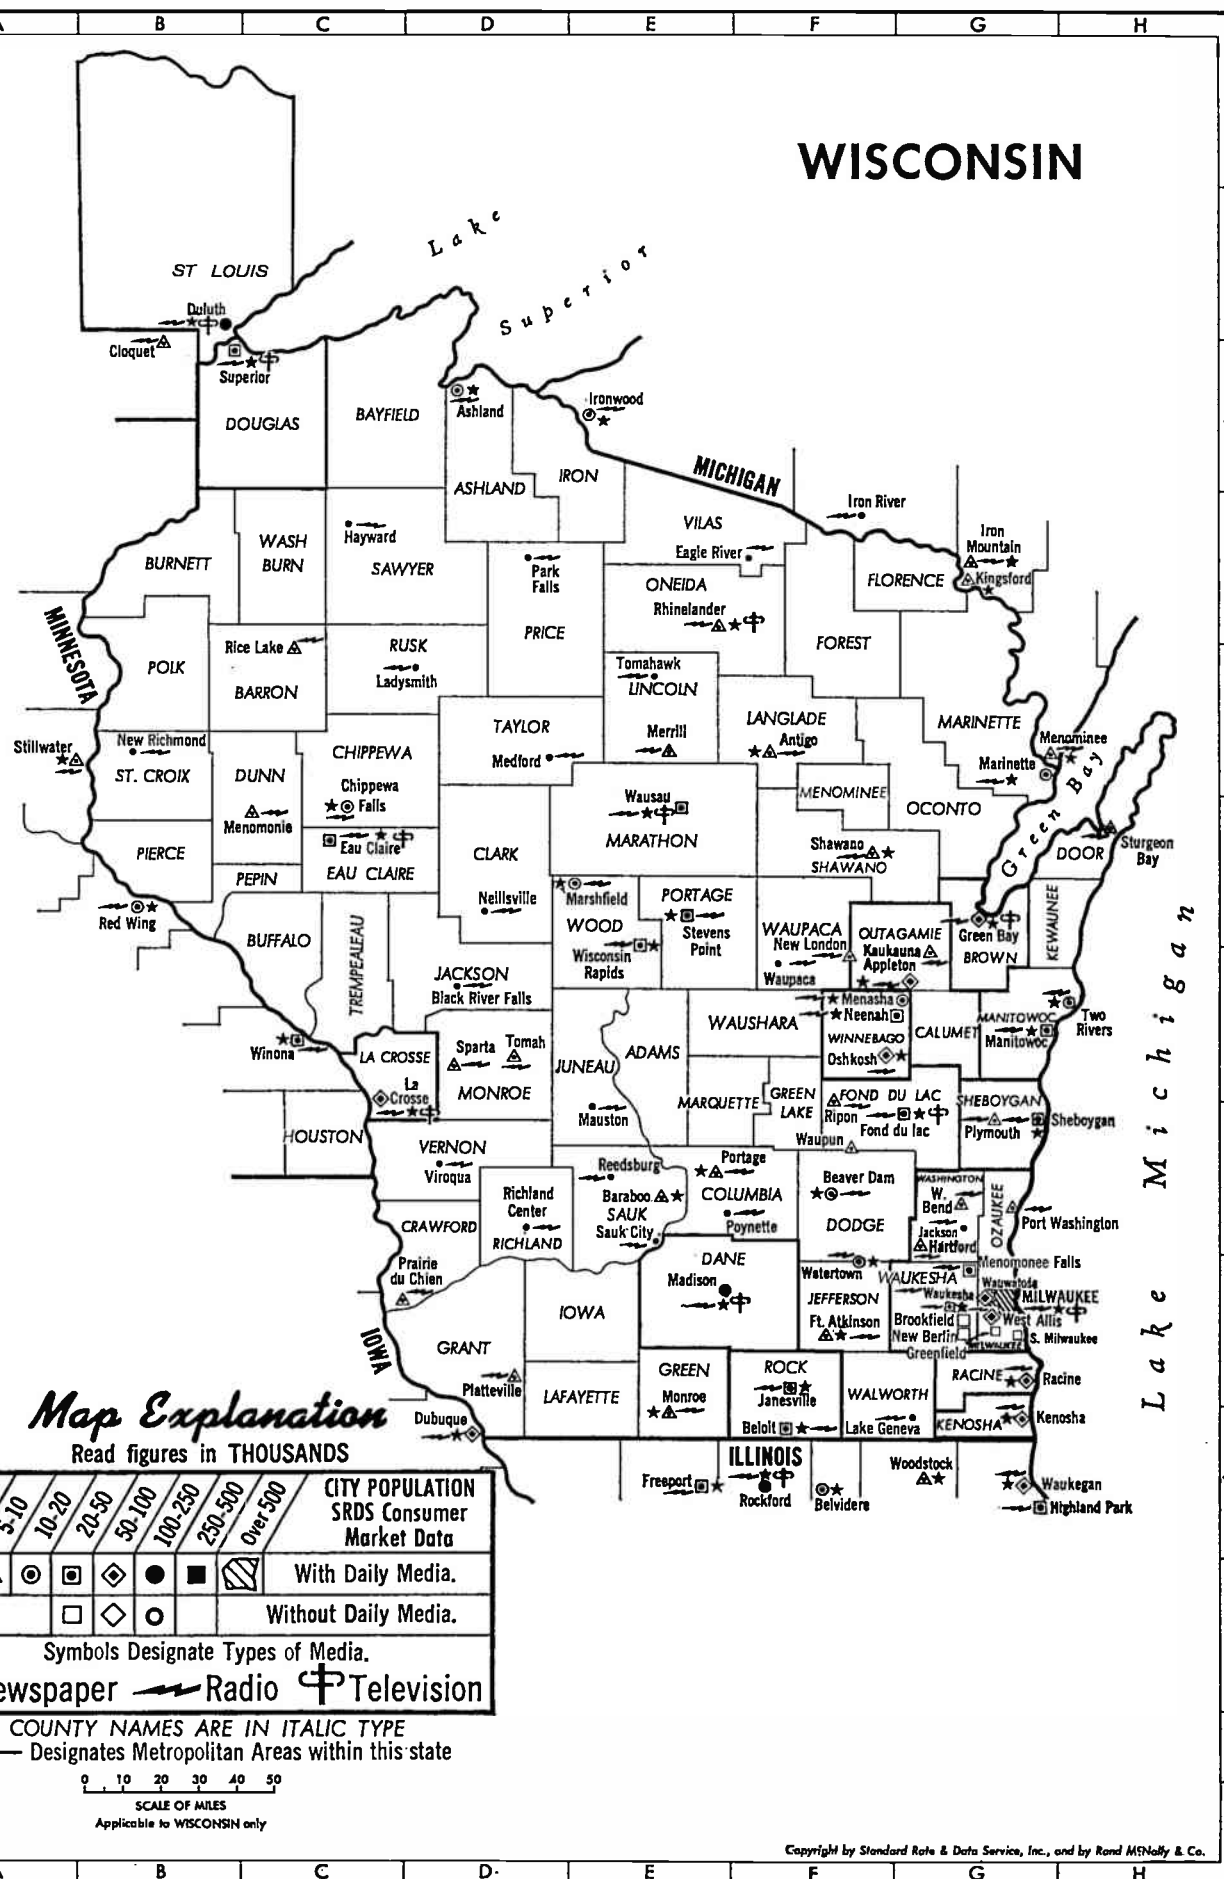 A B C D E F G H
WISCONSIN
Lake
Superior
ST LOUIS
Duluth
Cloquet
Superior
DOUGLAS
BAYFIELD
Ashland
Ironwood
MICHIGAN
IRON
ASHLAND
Iron River
VILAS
Iron
Mountain
Hayward
WASH
BURN
Eagle River
BURNETT
SAWYER
Park
Falls
Kingsford
FLORENCE
ONEIDA
Rhinelander
MINNESOTA
PRICE
FOREST
Rice Lake
RUSK
POLK
Tomahawk
Ladysmith
LINCOLN
BARRON
LANGLADE
MARINETTE
TAYLOR
Merrill
Antigo
Menominee
New Richmond
Stillwater
CHIPPEWA
Medford
Marinette
ST. CROIX
DUNN
Chippewa
Falls
MENOMINEE
Wausau
OCONTO
Green Bay
Menomonie
MARATHON
Shawano
Eau Claire
Sturgeon
Bay
PIERCE
CLARK
DOOR
SHAWANO
PEPIN
EAU CLAIRE
Neillsville
Marshfield
PORTAGE
Red Wing
WOOD
Stevens
Point
WAUPACA
OUTAGAMIE
Green Bay
KEWAUNEE
BUFFALO
TREMPEALEAU
New London
Kaukauna
BROWN
Wisconsin
Rapids
Appleton
JACKSON
Waupaca
Black River Falls
Menasha
Neenah
Two
Rivers
WAUSHARA
MANITOWOC
Manitowoc
WINNEBAGO
CALUMET
Winona
LA CROSSE
Sparta
Tomah
ADAMS
Oshkosh
JUNEAU
La
Crosse
MONROE
MARQUETTE
GREEN
LAKE
FOND DU LAC
SHEBOYGAN
Ripon
Fond du lac
Plymouth
Sheboygan
Mauston
HOUSTON
Waupun
VERNON
Viroqua
Reedsburg
Portage
Beaver Dam
WASHINGTON
Richland
Center
Baraboo
COLUMBIA
W.
Bend
OZAUKEE
SAUK
DODGE
Port Washington
CRAWFORD
Sauk City
Poynette
Jackson
RICHLAND
Hartford
Lake Michigan
Prairie
du Chien
DANE
Menomonee Falls
Watertown
WAUKESHA
Madison
Wauwatosa
Waukesha
MILWAUKEE
JEFFERSON
IOWA
Brookfield
West Allis
Ft. Atkinson
New Berlin
S. Milwaukee
IOWA
GRANT
MILWAUKEE
Greenfield
GREEN
ROCK
RACINE
Racine
Platteville
LAFAYETTE
Monroe
Janesville
WALWORTH
Dubuque
Beloit
Lake Geneva
KENOSHA
Kenosha
ILLINOIS
Woodstock
Freeport
Rockford
Belvidere
Waukegan
Highland Park
Map Explanation
Read figures in THOUSANDS
5-10 10-20 20-50 50-100 100-250 250-500 Over 500
CITY POPULATION
SRDS Consumer
Market Data
With Daily Media.
Without Daily Media.
Symbols Designate Types of Media.
ewspaper Radio Television
COUNTY NAMES ARE IN ITALIC TYPE
— Designates Metropolitan Areas within this state
0 10 20 30 40 50
SCALE OF MILES
Applicable to WISCONSIN only
Copyright by Standard Rate & Data Service, Inc., and by Rand McNally & Co.
A B C D E F G H